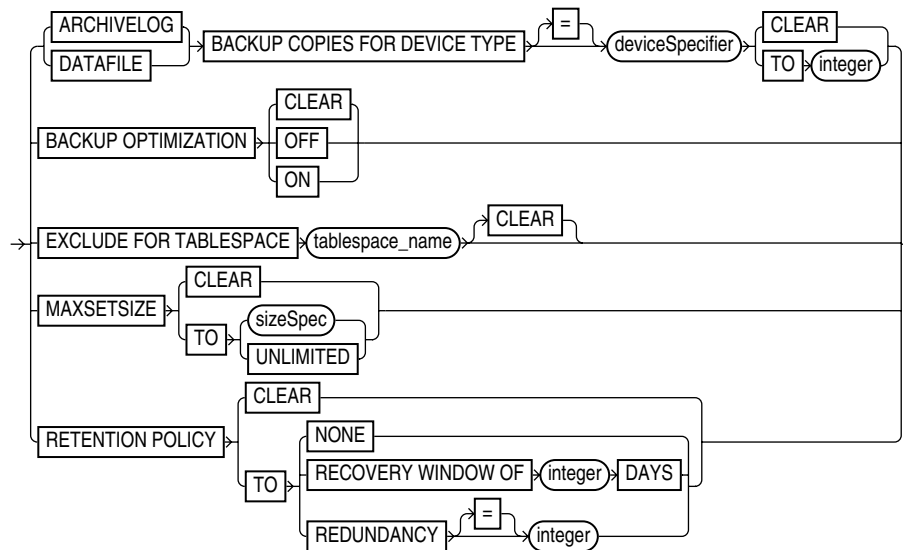 ARCHIVELOG
DATAFILE
BACKUP COPIES FOR DEVICE TYPE
=
deviceSpecifier
CLEAR
TO integer
BACKUP OPTIMIZATION
CLEAR
OFF
ON
EXCLUDE FOR TABLESPACE tablespace_name CLEAR
MAXSETSIZE
CLEAR
TO
sizeSpec
UNLIMITED
RETENTION POLICY
CLEAR
TO
NONE
RECOVERY WINDOW OF integer DAYS
REDUNDANCY = integer